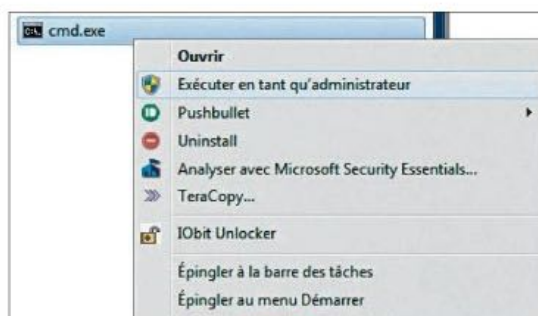 cmd.exe
Ouvrir
Exécuter en tant qu'administrateur
Pushbullet
Uninstall
Analyser avec Microsoft Security Essentials...
TeraCopy...
IObit Unlocker
Épingler à la barre des tâches
Épingler au menu Démarrer